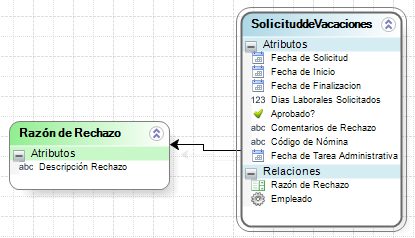 SolicituddeVacaciones
Atributos
Fecha de Solicitud
Fecha de Inicio
Fecha de Finalizacion
123 Dias Laborales Solicitados
Aprobado?
abc Comentarios de Rechazo
abc Código de Nómina
Fecha de Tarea Administrativa
Relaciones
Razón de Rechazo
Empleado
Razón de Rechazo
Atributos
abc Descripción Rechazo